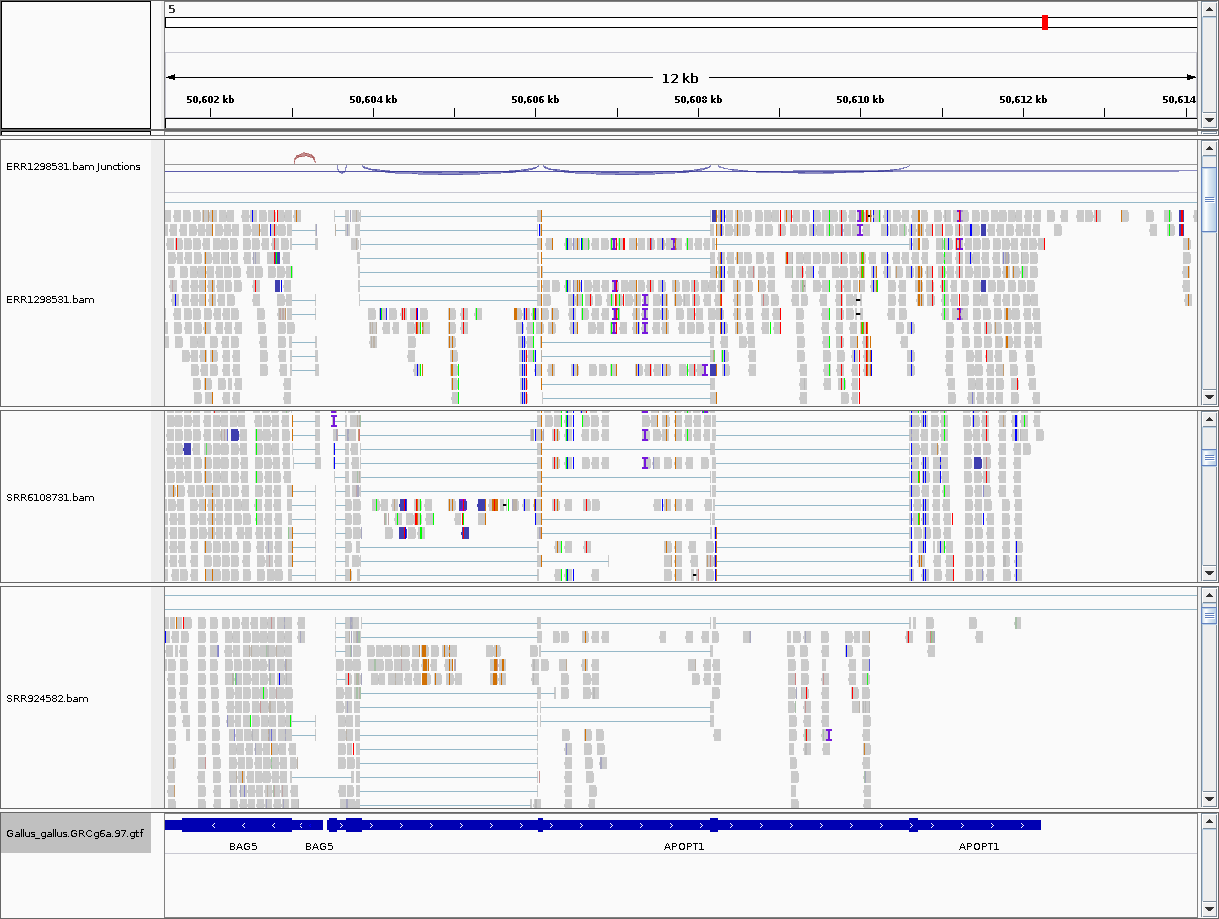 5
12 kb
50,602 kb 50,604 kb 50,606 kb 50,608 kb 50,610 kb 50,612 kb 50,614
ERR1298531.bam Junctions
ERR1298531.bam
SRR6108731.bam
SRR924582.bam
Gallus_gallus.GRCg6a.97.gtf
BAG5 BAG5 APOPT1 APOPT1